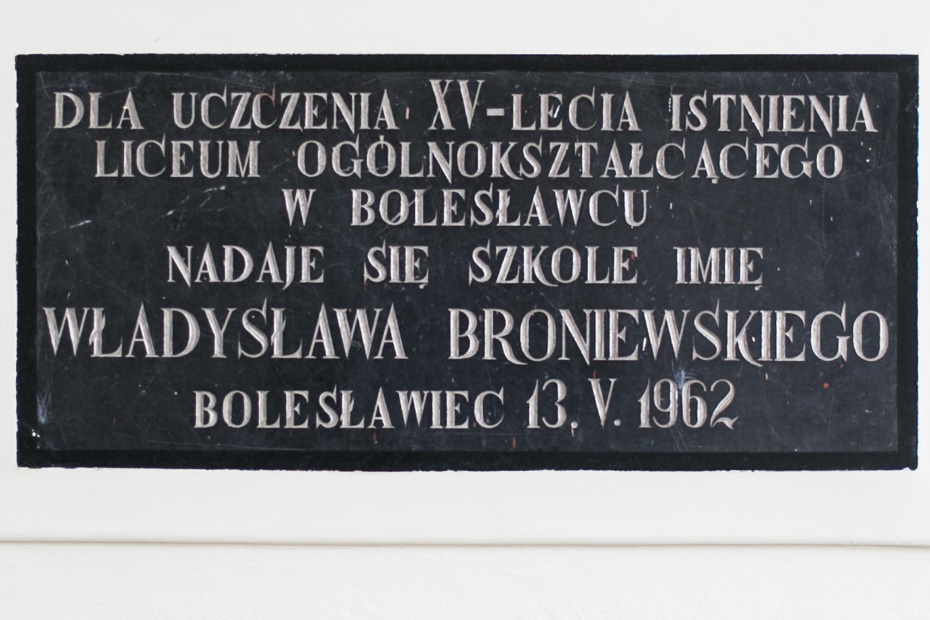 DLA UCZCZENIA XV-LECIA ISTNIENIA
LICEUM OGÓLNOKSZTAŁCĄCEGO
W BOLESŁAWCU
NADAJE SIĘ SZKOLE IMIĘ
WŁADYSŁAWA BRONIEWSKIEGO
BOLESŁAWIEC 13. V. 1962